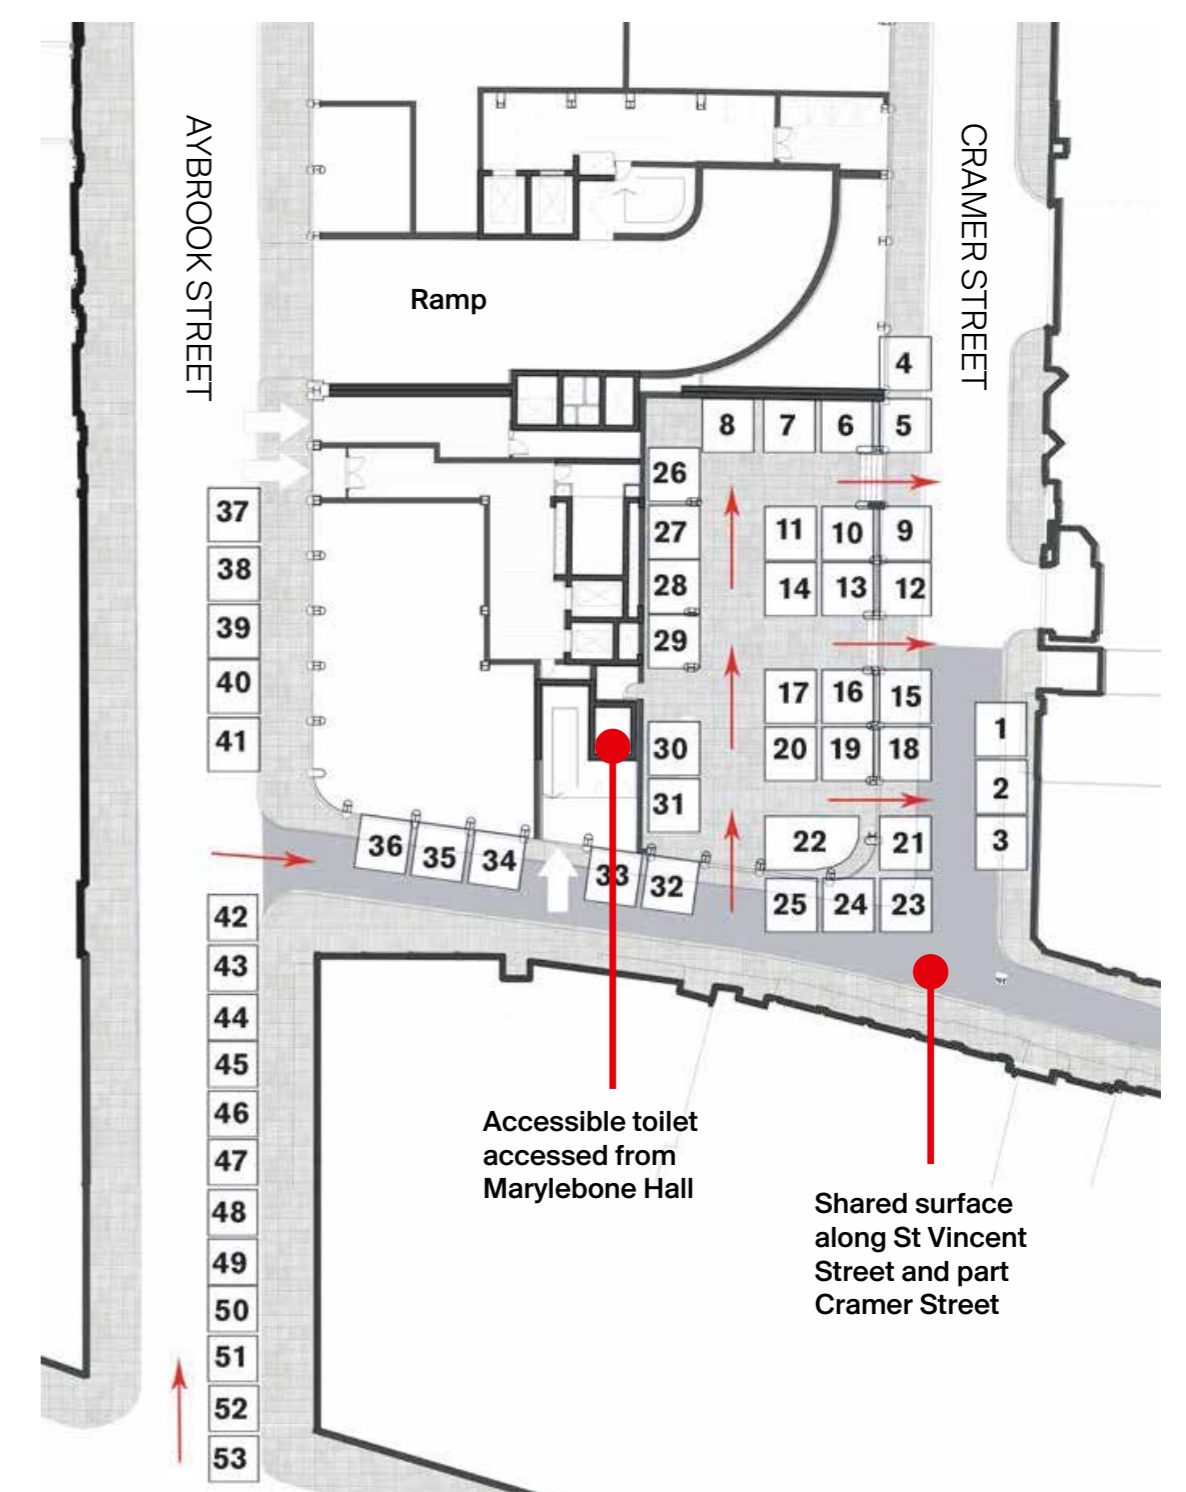 AYBROOK STREET
CRAMER STREET
Ramp
4
8 7 6 5
26
37
27 11 10 9
38
28 14 13 12
39
29
40
17 16 15
1
41
30 20 19 18
2
31
36 35 34
22 21 3
33 32
42
25 24 23
43
44
45
46
Accessible toilet
accessed from
Marylebone Hall
47
48
Shared surface
along St Vincent
Street and part
Cramer Street
49
50
51
52
53